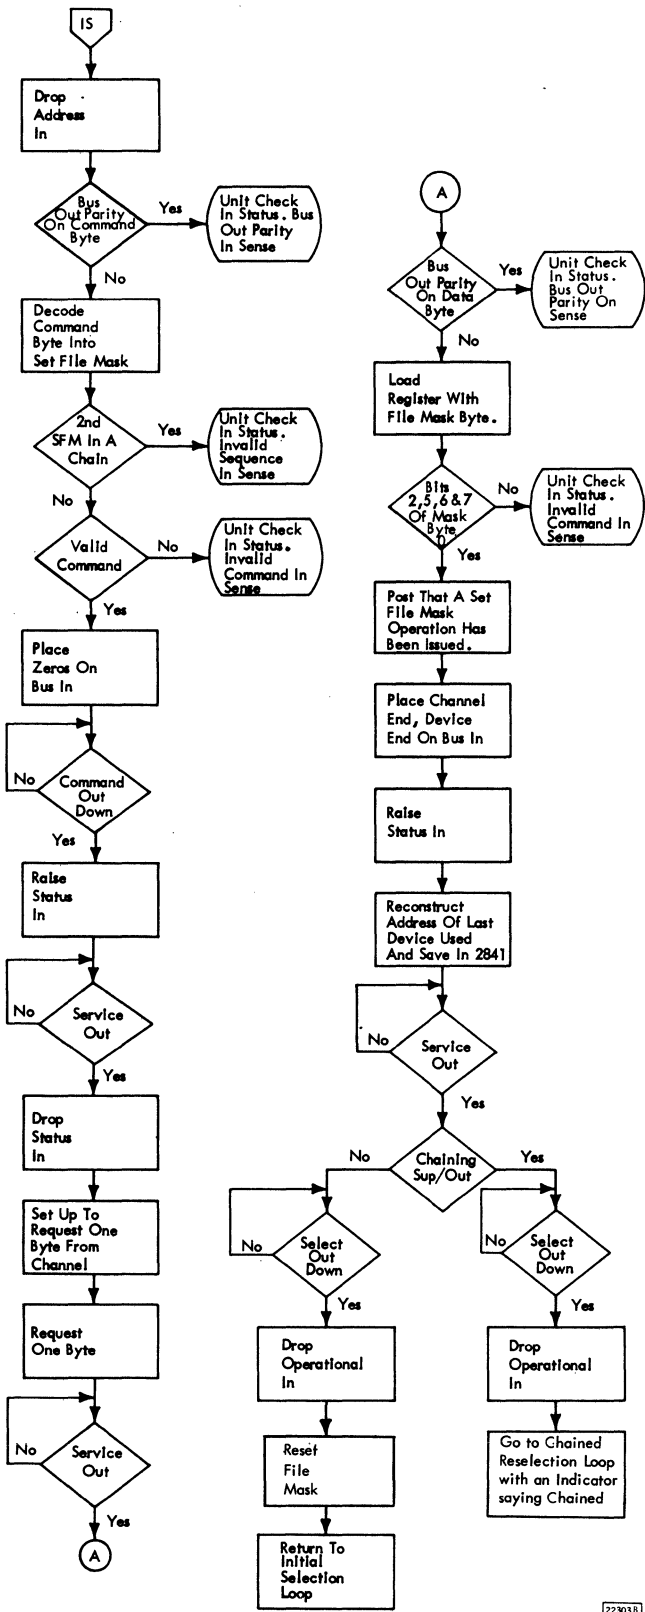 IS
Drop
Address
In
Bus
Out Parity
On Command
Byte
Yes
Unit Check
In Status. Bus
Out Parity
In Sense
No
Decode
Command
Byte Into
Set File Mask
2nd
SFM In A
Chain
Yes
Unit Check
In Status.
Invalid
Sequence
In Sense
No
Valid
Command
No
Unit Check
In Status.
Invalid
Command In
Sense
Yes
Place
Zeros On
Bus In
No
Command
Out
Down
Yes
Raise
Status
In
No
Service
Out
Yes
Drop
Status
In
Set Up To
Request One
Byte From
Channel
Request
One Byte
No
Service
Out
Yes
A
A
Bus
Out Parity
On Data
Byte
Yes
Unit Check
In Status.
Bus Out
Parity On
Sense
No
Load
Register With
File Mask Byte.
Bits
2,5,6 & 7
Of Mask
Byte
No
Unit Check
In Status.
Invalid
Command In
Sense
Yes
Post That A Set
File Mask
Operation Has
Been Issued.
Place Channel
End, Device
End On Bus In
Raise
Status In
Reconstruct
Address Of Last
Device Used
And Save In 2841
No
Service
Out
Yes
No
Chaining
Sup/Out
Yes
No
Select
Out
Down
Yes
Drop
Operational
In
Reset
File
Mask
Return To
Initial
Selection
Loop
No
Select
Out
Down
Yes
Drop
Operational
In
Go to Chained
Reselection Loop
with an Indicator
saying Chained